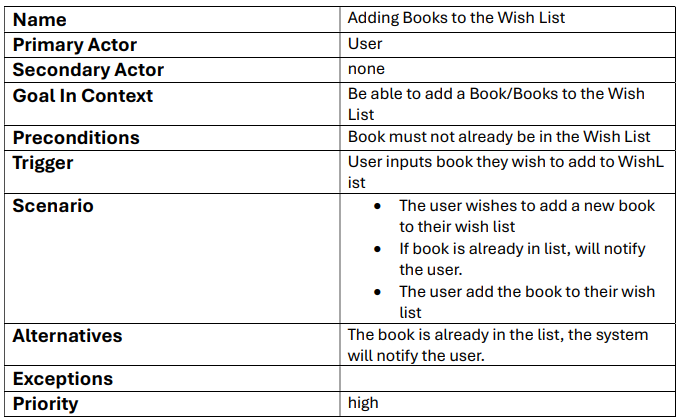 Name Adding Books to the Wish List
Primary Actor User
Secondary Actor none
Goal In Context Be able to add a Book/Books to the Wish
List
Preconditions Book must not already be in the Wish List
Trigger User inputs book they wish to add to WishL
ist
Scenario • The user wishes to add a new book
to their wish list
• If book is already in list, will notify
the user.
• The user add the book to their wish
list
Alternatives The book is already in the list, the system
will notify the user.
Exceptions
Priority high